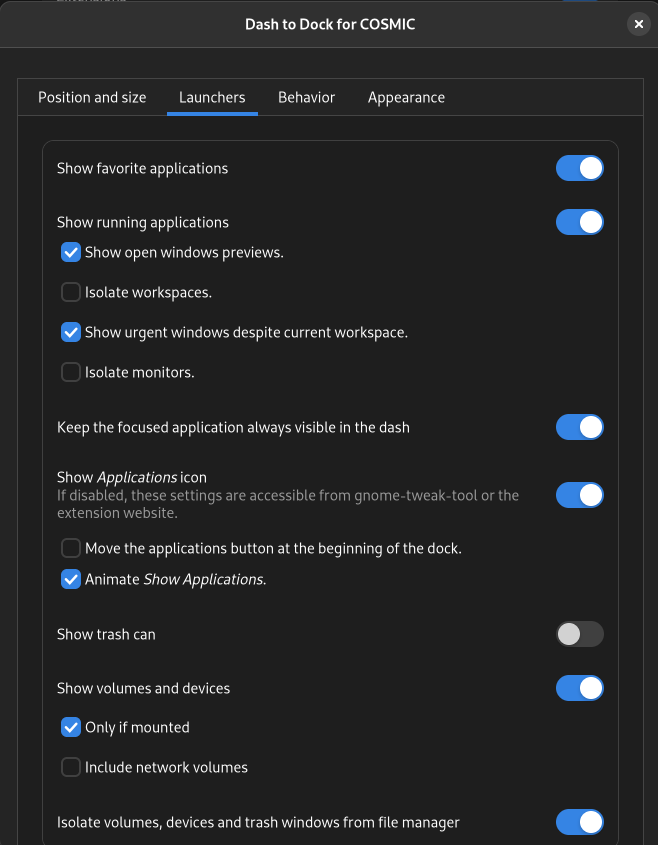 Dash to Dock for COSMIC
Position and size
Launchers
Behavior
Appearance
Show favorite applications
Show running applications
Show open windows previews.
Isolate workspaces.
Show urgent windows despite current workspace.
Isolate monitors.
Keep the focused application always visible in the dash
Show Applications icon
If disabled, these settings are accessible from gnome-tweak-tool or the
extension website.
Move the applications button at the beginning of the dock.
Animate Show Applications.
Show trash can
Show volumes and devices
Only if mounted
Include network volumes
Isolate volumes, devices and trash windows from file manager